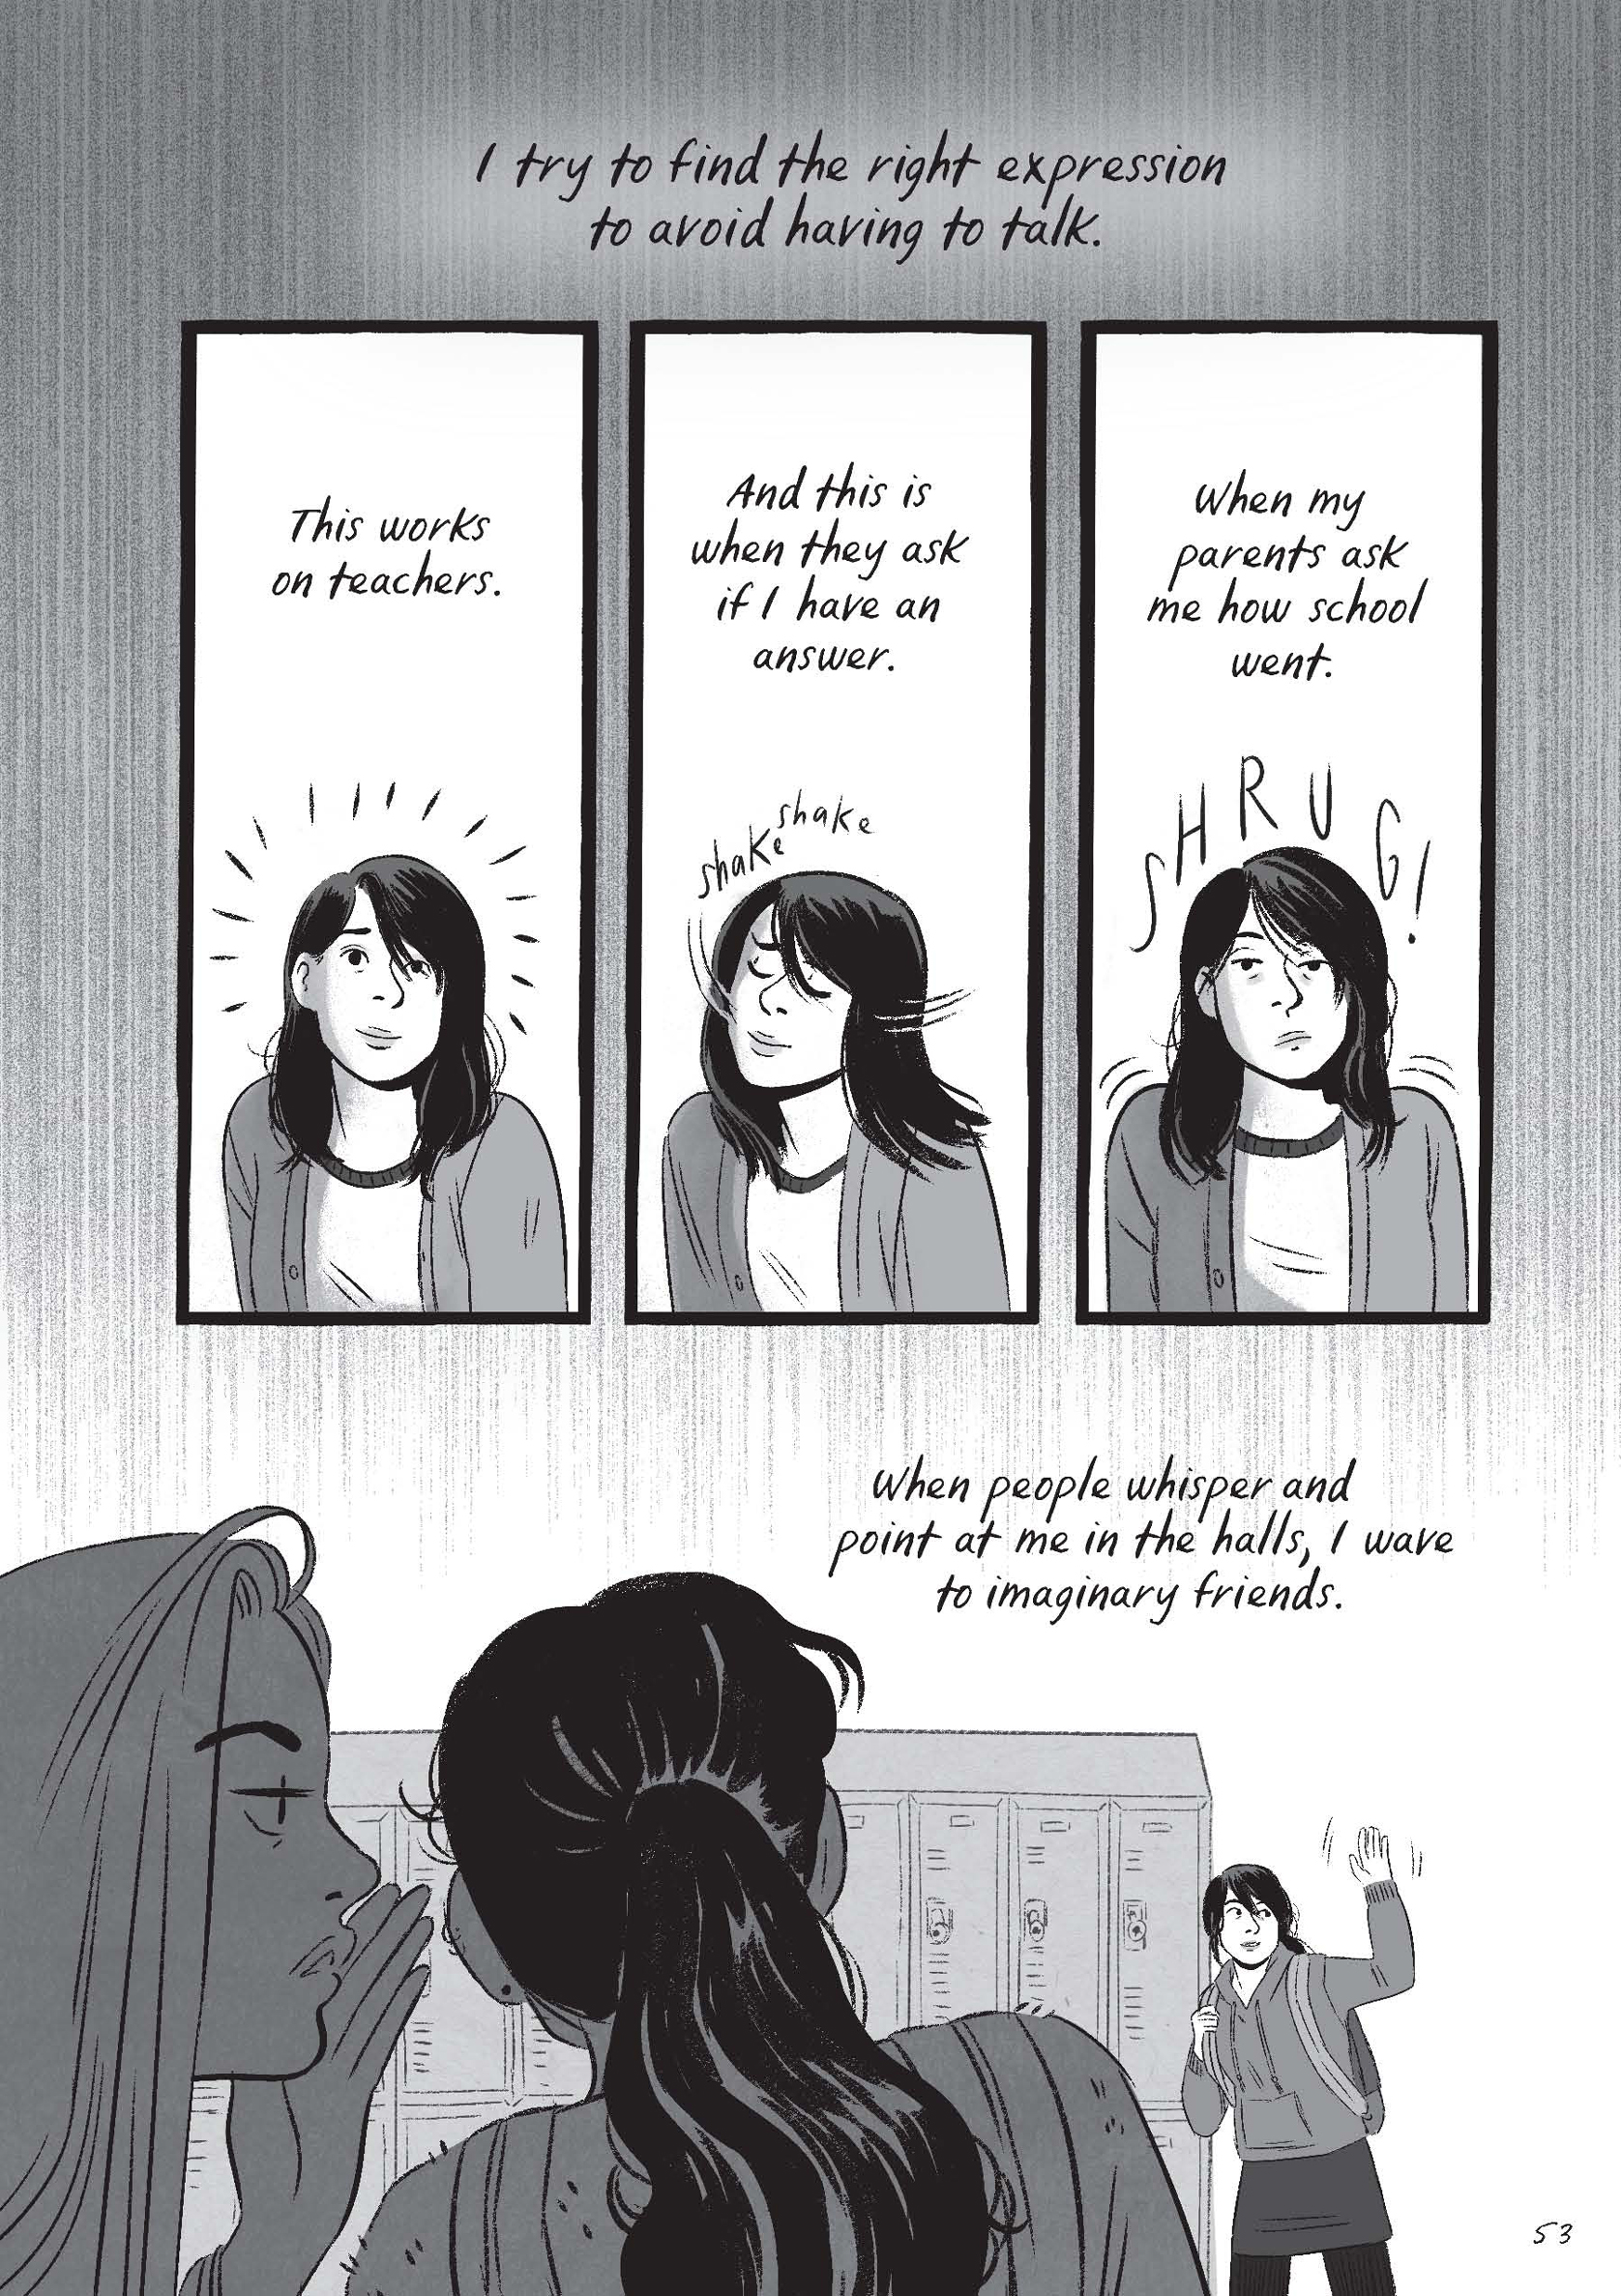 I try to find the right expression
to avoid having to talk.
This works
on teachers.
And this is
when they ask
if I have an
answer.
shake shake
When my
parents ask
me how school
went.
SHRUG!
When people whisper and
point at me in the halls, I wave
to imaginary friends.
53